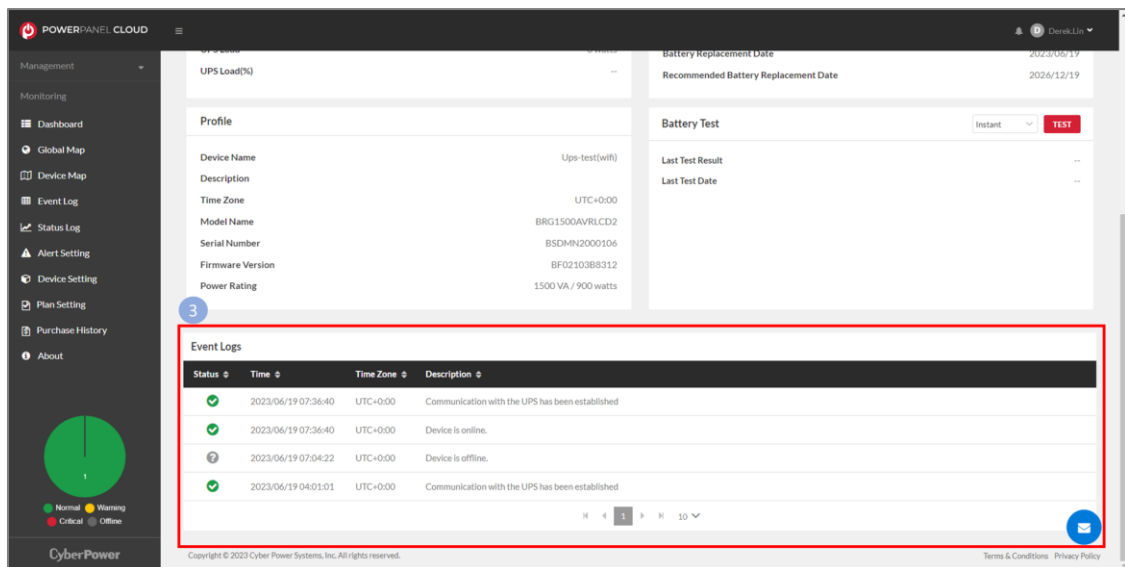 POWERPANEL CLOUD
D DerekLin
Management
Monitoring
Dashboard
Global Map
Device Map
Event Log
Status Log
Alert Setting
Device Setting
Plan Setting
Purchase History
About
1
Normal Warning
Critical Offline
CyberPower
UPS Load(%) --
Battery Replacement Date 2023/06/19
Recommended Battery Replacement Date 2026/12/19
Profile
Device Name Ups-test(wifi)
Description
Time Zone UTC+0:00
Model Name BRG1500AVRLCD2
Serial Number BSDMN2000106
Firmware Version BF02103B8312
Power Rating 1500 VA / 900 watts
Battery Test Instant TEST
Last Test Result --
Last Test Date --
3
Event Logs
Status Time Time Zone Description
2023/06/19 07:36:40 UTC+0:00 Communication with the UPS has been established
2023/06/19 07:36:40 UTC+0:00 Device is online.
2023/06/19 07:04:22 UTC+0:00 Device is offline.
2023/06/19 04:01:01 UTC+0:00 Communication with the UPS has been established
1 10
Copyright © 2023 Cyber Power Systems, Inc. All rights reserved.
Terms & Conditions Privacy Policy